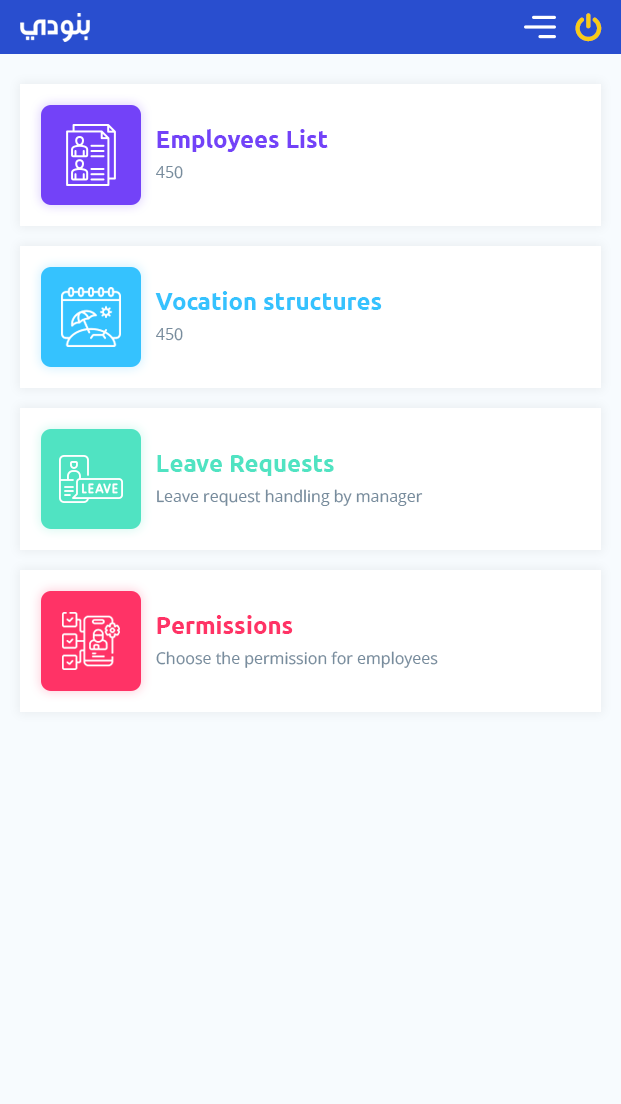 بنودي
Employees List
450
Vocation structures
450
LEAVE
Leave Requests
Leave request handling by manager
Permissions
Choose the permission for employees